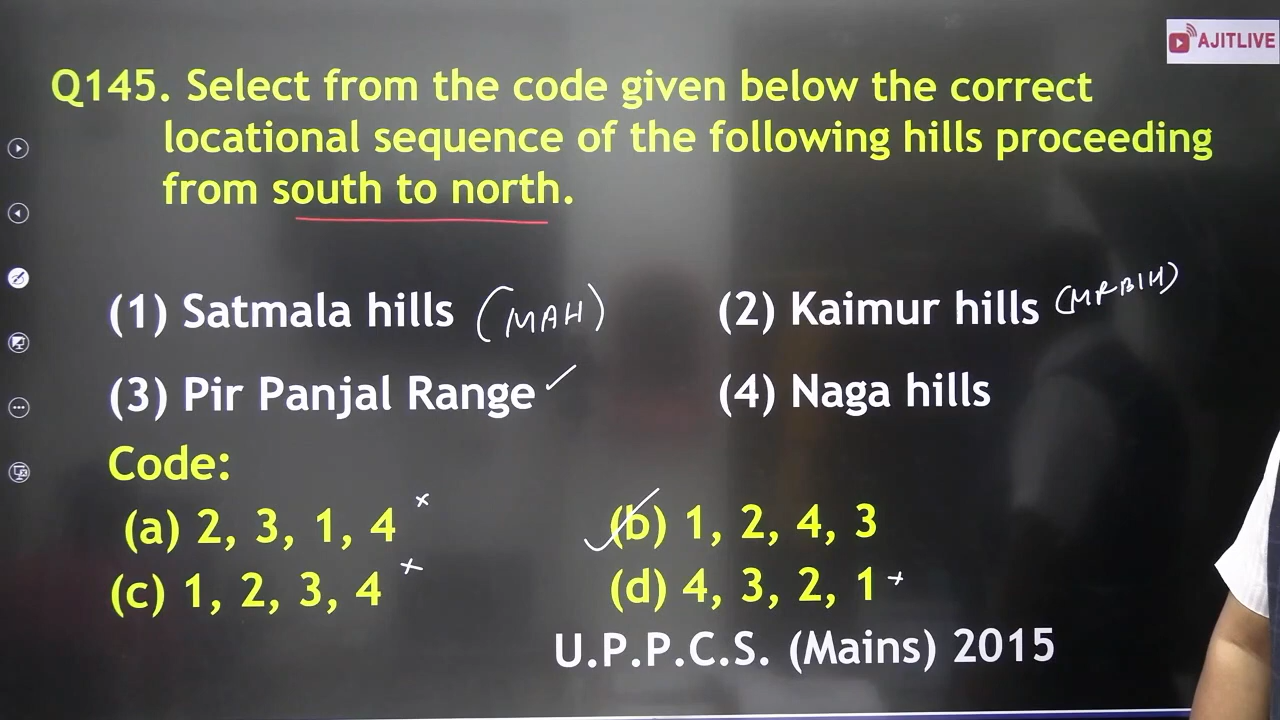 AJITLIVE
Q145. Select from the code given below the correct
locational sequence of the following hills proceeding
from south to north.
(1) Satmala hills (MAH) (2) Kaimur hills (MPBIH)
(3) Pir Panjal Range ✓ (4) Naga hills
Code:
(a) 2, 3, 1, 4 × (b) 1, 2, 4, 3 ✓
(c) 1, 2, 3, 4 × (d) 4, 3, 2, 1 ×
U.P.P.C.S. (Mains) 2015